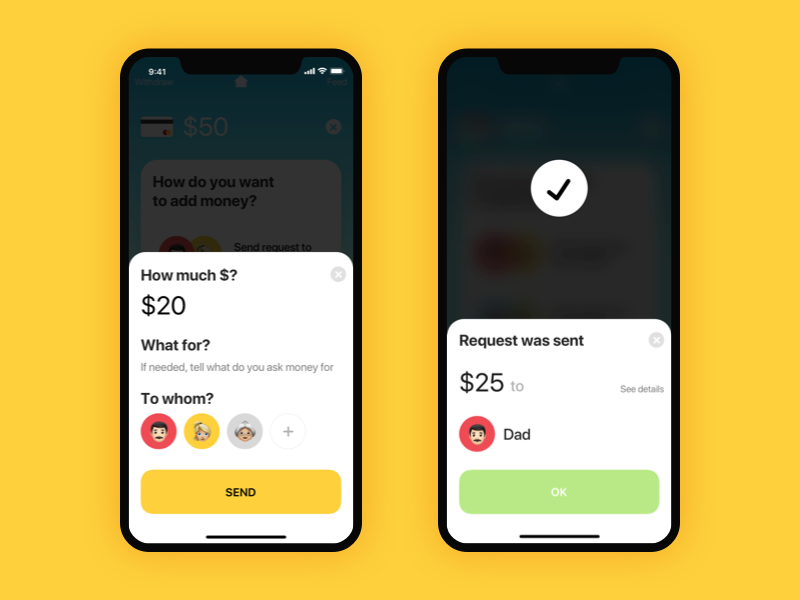 9:41
Withdraw
Feed
$50
How do you want
to add money?
Send request to
How much $?
$20
What for?
If needed, tell what do you ask money for
To whom?
SEND
Request was sent
$25 to
See details
Dad
OK